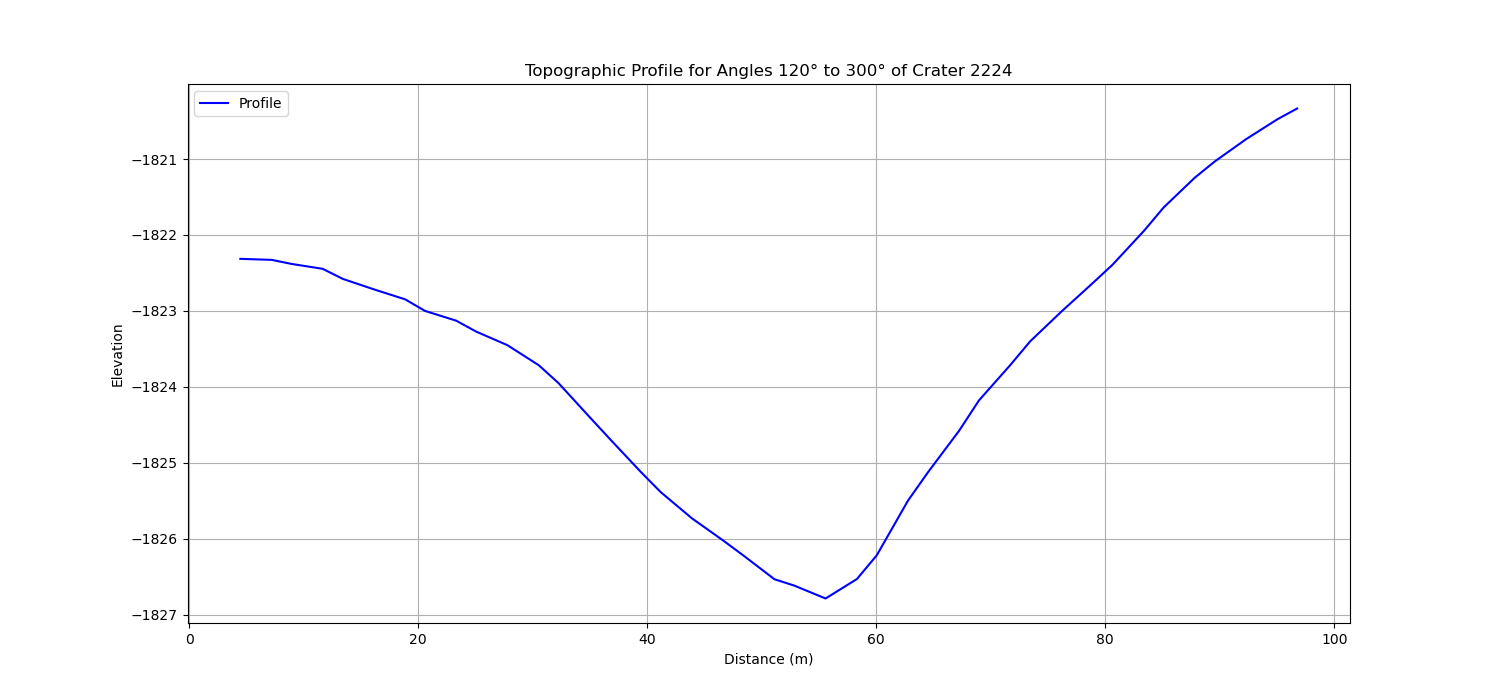 Topographic Profile for Angles 120° to 300° of Crater 2224
Profile
Elevation
−1821
−1822
−1823
−1824
−1825
−1826
−1827
0 20 40 60 80 100
Distance (m)